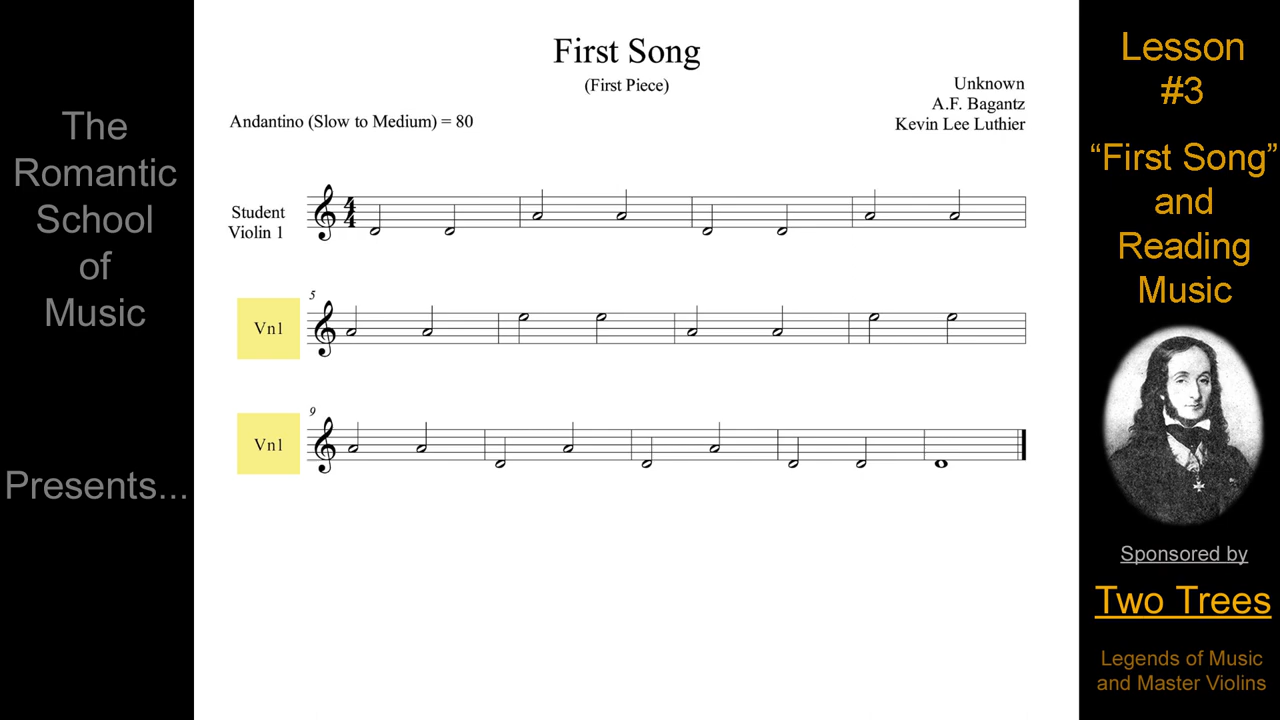 The
Romantic
School
of
Music
Presents...
First Song
(First Piece)
Unknown
A.F. Bagantz
Kevin Lee Luthier
Andantino (Slow to Medium) = 80
Student
Violin 1
4
4
5
Vn1
9
Vn1
Lesson
#3
“First Song”
and
Reading
Music
Sponsored by
Two Trees
Legends of Music
and Master Violins